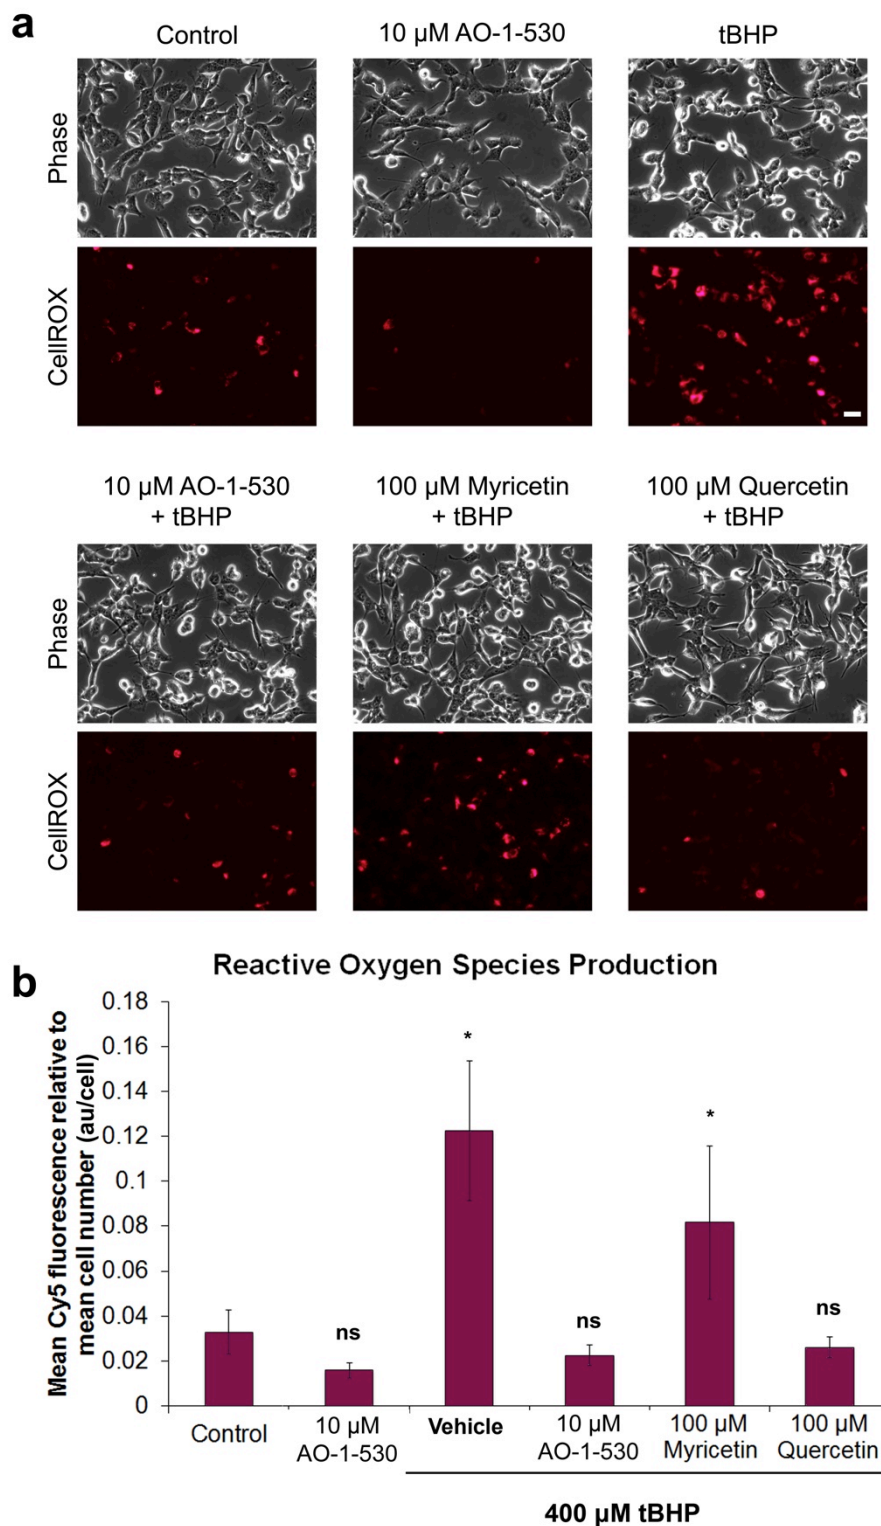 a
Control
10 µM AO-1-530
tBHP
Phase
CellROX
10 µM AO-1-530
+ tBHP
100 µM Myricetin
+ tBHP
100 µM Quercetin
+ tBHP
Phase
CellROX
b
Reactive Oxygen Species Production
Mean Cy5 fluorescence relative to
mean cell number (au/cell)
0.18
0.16
0.14
0.12
0.1
0.08
0.06
0.04
0.02
0
ns
*
ns
*
ns
Control
10 µM
AO-1-530
Vehicle
10 µM
AO-1-530
100 µM
Myricetin
100 µM
Quercetin
400 µM tBHP